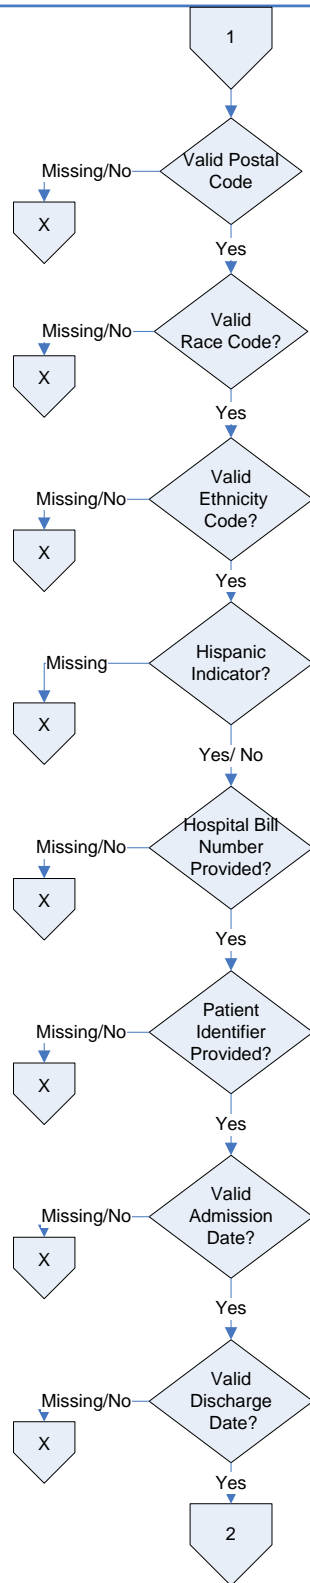 1
Valid Postal
Code
Missing/No
X
Yes
Valid
Race Code?
Missing/No
X
Yes
Valid
Ethnicity
Code?
Missing/No
X
Yes
Hispanic
Indicator?
Missing
X
Yes/ No
Hospital Bill
Number
Provided?
Missing/No
X
Yes
Patient
Identifier
Provided?
Missing/No
X
Yes
Valid
Admission
Date?
Missing/No
X
Yes
Valid
Discharge
Date?
Missing/No
X
Yes
2